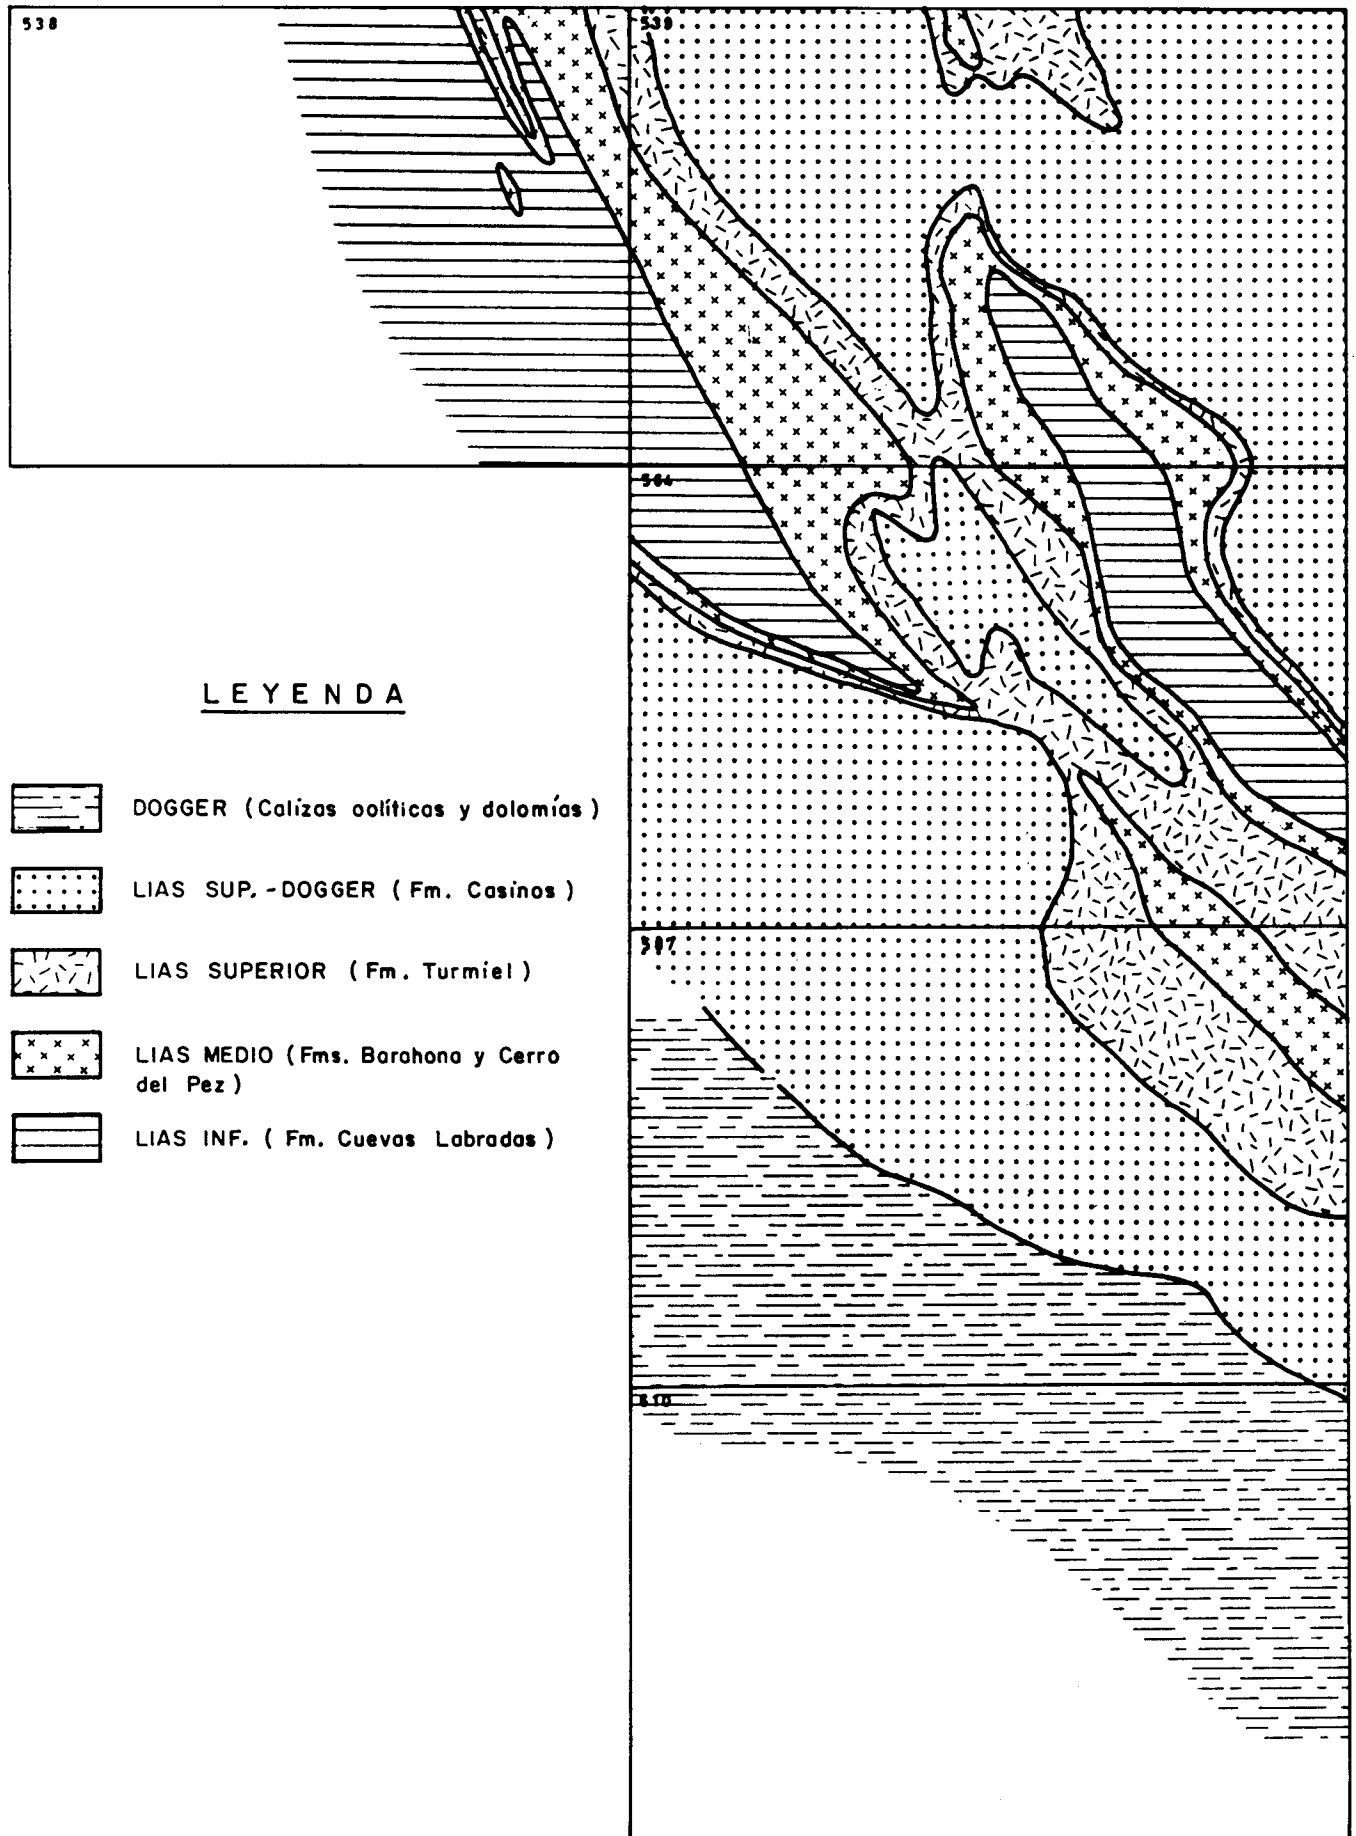 538
539
564
587
610
LEYENDA
DOGGER (Calizas oolíticas y dolomías)
LIAS SUP.-DOGGER (Fm. Casinos)
LIAS SUPERIOR (Fm. Turmiel)
LIAS MEDIO (Fms. Barahona y Cerro
del Pez)
LIAS INF. (Fm. Cuevas Labradas)